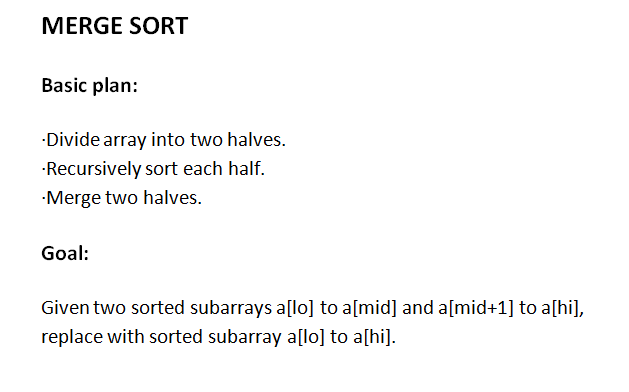 MERGE SORT
Basic plan:
·Divide array into two halves.
·Recursively sort each half.
·Merge two halves.
Goal:
Given two sorted subarrays a[lo] to a[mid] and a[mid+1] to a[hi],
replace with sorted subarray a[lo] to a[hi].